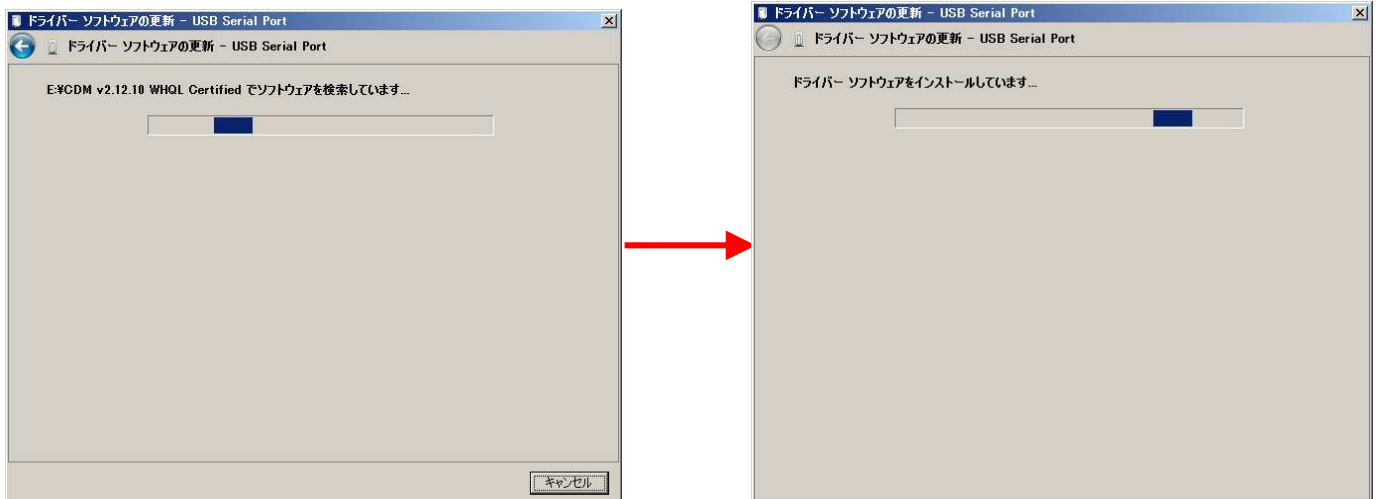 ドライバー ソフトウェアの更新 - USB Serial Port
ドライバー ソフトウェアの更新 - USB Serial Port
E:¥CDM v2.12.10 WHQL Certified でソフトウェアを検索しています...
キャンセル
ドライバー ソフトウェアの更新 - USB Serial Port
ドライバー ソフトウェアの更新 - USB Serial Port
ドライバー ソフトウェアをインストールしています...